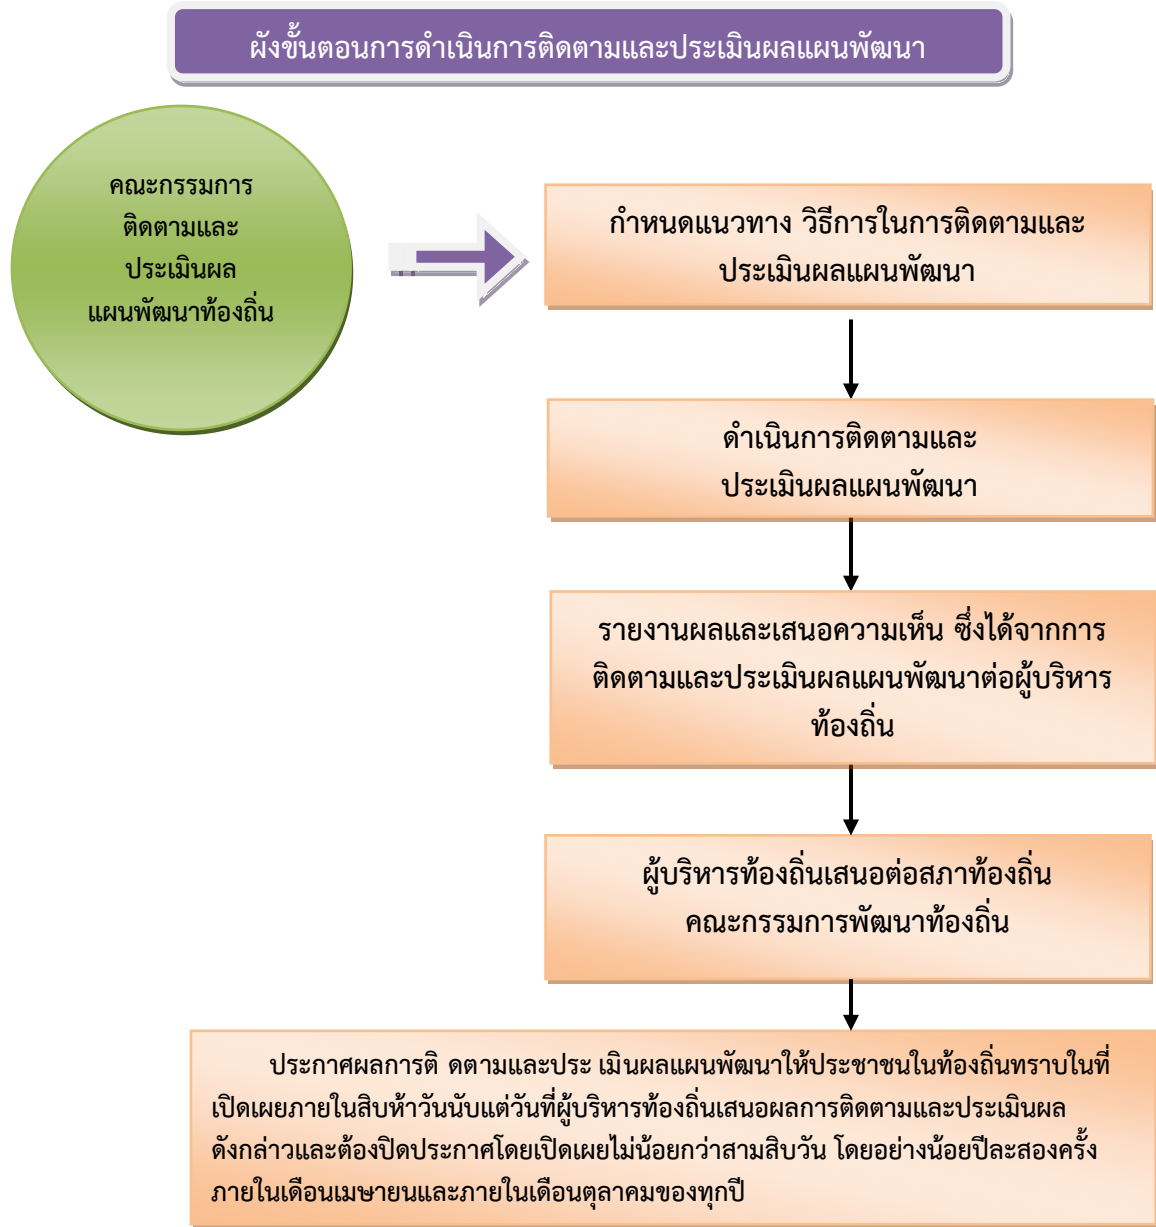 ผังขั้นตอนการดำเนินการติดตามและประเมินผลแผนพัฒนา
คณะกรรมการ
ติดตามและ
ประเมินผล
แผนพัฒนาท้องถิ่น
กำหนดแนวทาง วิธีการในการติดตามและ
ประเมินผลแผนพัฒนา
ดำเนินการติดตามและ
ประเมินผลแผนพัฒนา
รายงานผลและเสนอความเห็น ซึ่งได้จากการ
ติดตามและประเมินผลแผนพัฒนาต่อผู้บริหาร
ท้องถิ่น
ผู้บริหารท้องถิ่นเสนอต่อสภาท้องถิ่น
คณะกรรมการพัฒนาท้องถิ่น
ประกาศผลการติ ดตามและประ เมินผลแผนพัฒนาให้ประชาชนในท้องถิ่นทราบในที่
เปิดเผยภายในสิบห้าวันนับแต่วันที่ผู้บริหารท้องถิ่นเสนอผลการติดตามและประเมินผล
ดังกล่าวและต้องปิดประกาศโดยเปิดเผยไม่น้อยกว่าสามสิบวัน โดยอย่างน้อยปีละสองครั้ง
ภายในเดือนเมษายนและภายในเดือนตุลาคมของทุกปี